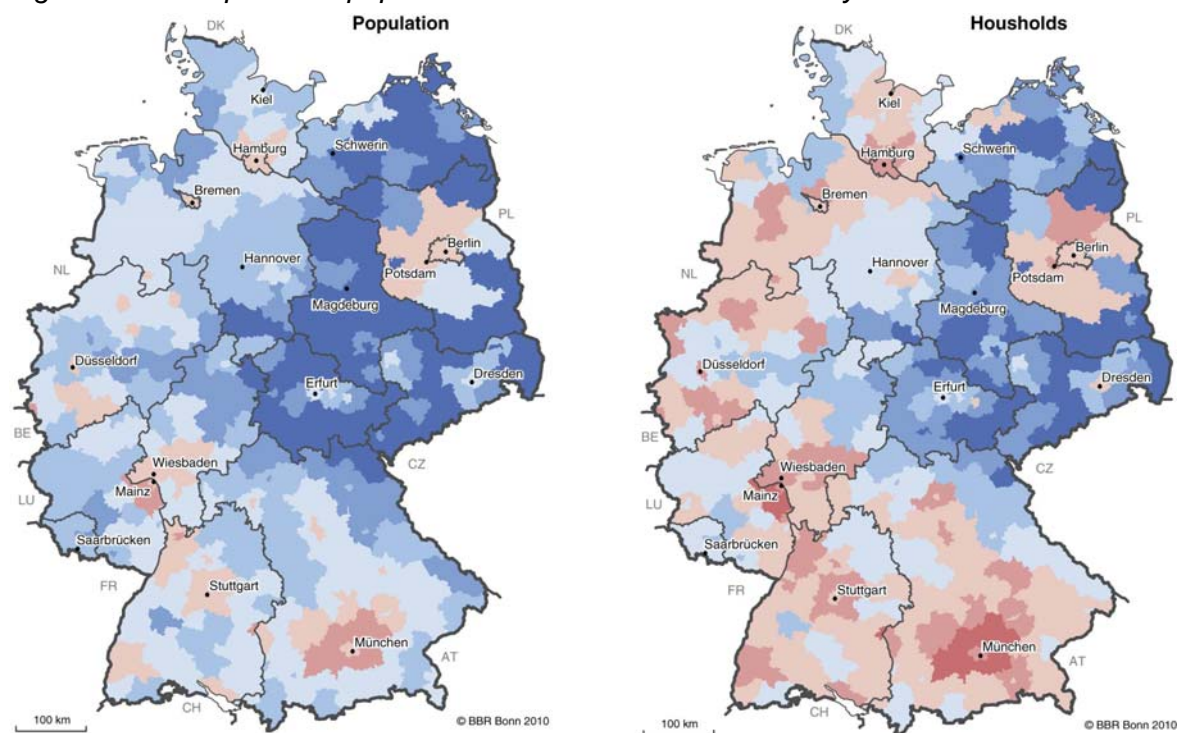 Population
DK
Kiel
Hamburg
Schwerin
Bremen
PL
Berlin
NL
Hannover
Potsdam
Magdeburg
Düsseldorf
Erfurt
Dresden
BE
Wiesbaden
CZ
LU
Mainz
Saarbrücken
FR
Stuttgart
München
AT
CH
100 km
© BBR Bonn 2010
Housholds
DK
Kiel
Hamburg
Schwerin
Bremen
PL
Berlin
NL
Hannover
Potsdam
Magdeburg
Düsseldorf
Erfurt
Dresden
BE
Wiesbaden
CZ
LU
Mainz
Saarbrücken
FR
Stuttgart
München
AT
CH
100 km
© BBR Bonn 2010